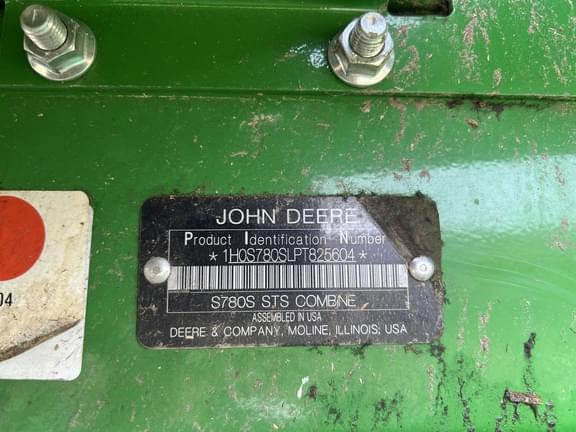 JOHN DEERE
Product Identification Number
*1H0S780SLPT825604*
S780S STS COMBINE
ASSEMBLED IN USA
DEERE & COMPANY, MOLINE, ILLINOIS, USA
04